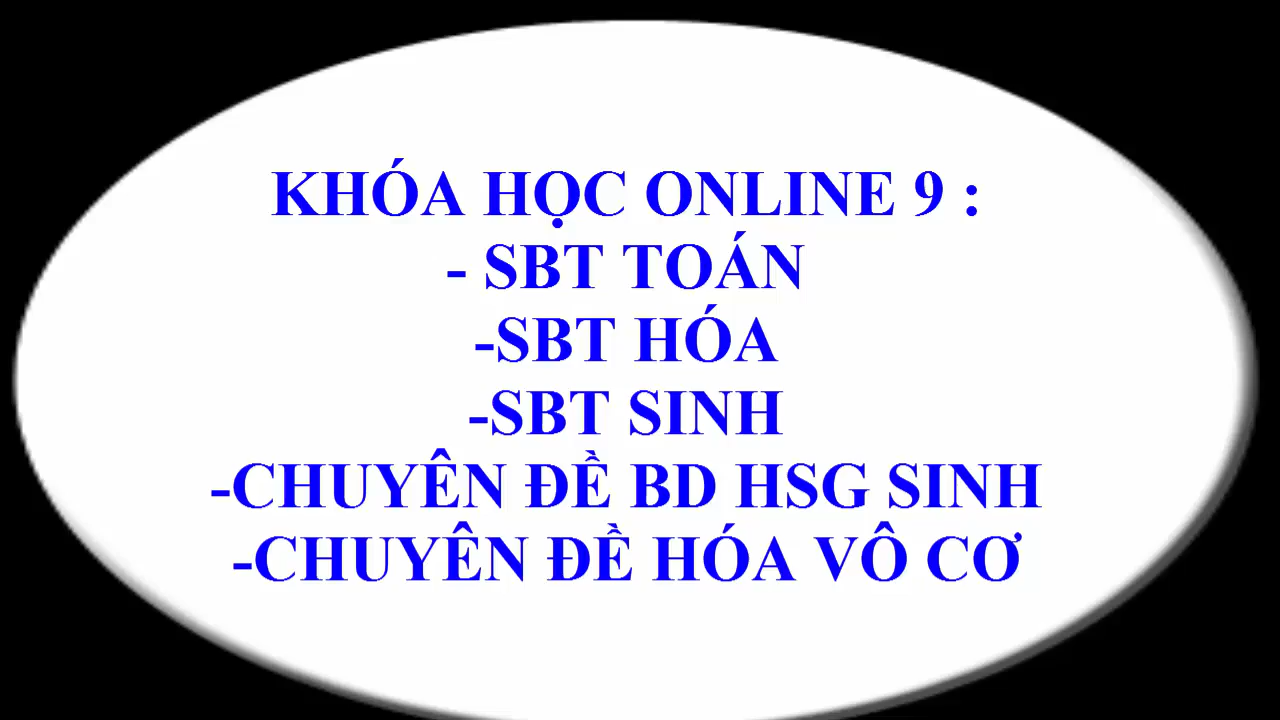 KHÓA HỌC ONLINE 9 :
- SBT TOÁN
-SBT HÓA
-SBT SINH
-CHUYÊN ĐỀ BD HSG SINH
-CHUYÊN ĐỀ HÓA VÔ CƠ